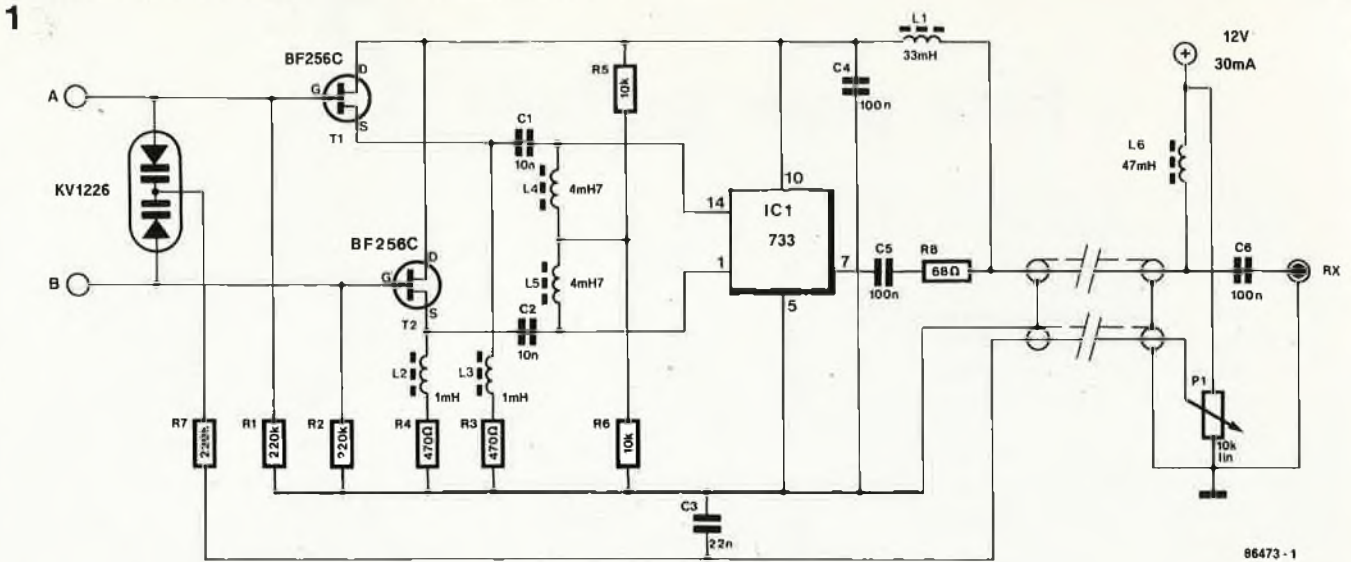 1
BF256C
A
G
D
S
T1
KV1226
B
BF256C
G
D
S
T2
C1
10n
L4
4mH7
L5
4mH7
C2
10n
R5
10k
L2
1mH
L3
1mH
R7
220k
R1
220k
R2
220k
R4
470Ω
R3
470Ω
R6
10k
C3
22n
14
1
10
IC1
733
7
5
C4
100n
L1
33mH
C5
100n
R8
68Ω
12V
30mA
L6
47mH
C6
100n
RX
P1
10k
lin
86473 - 1